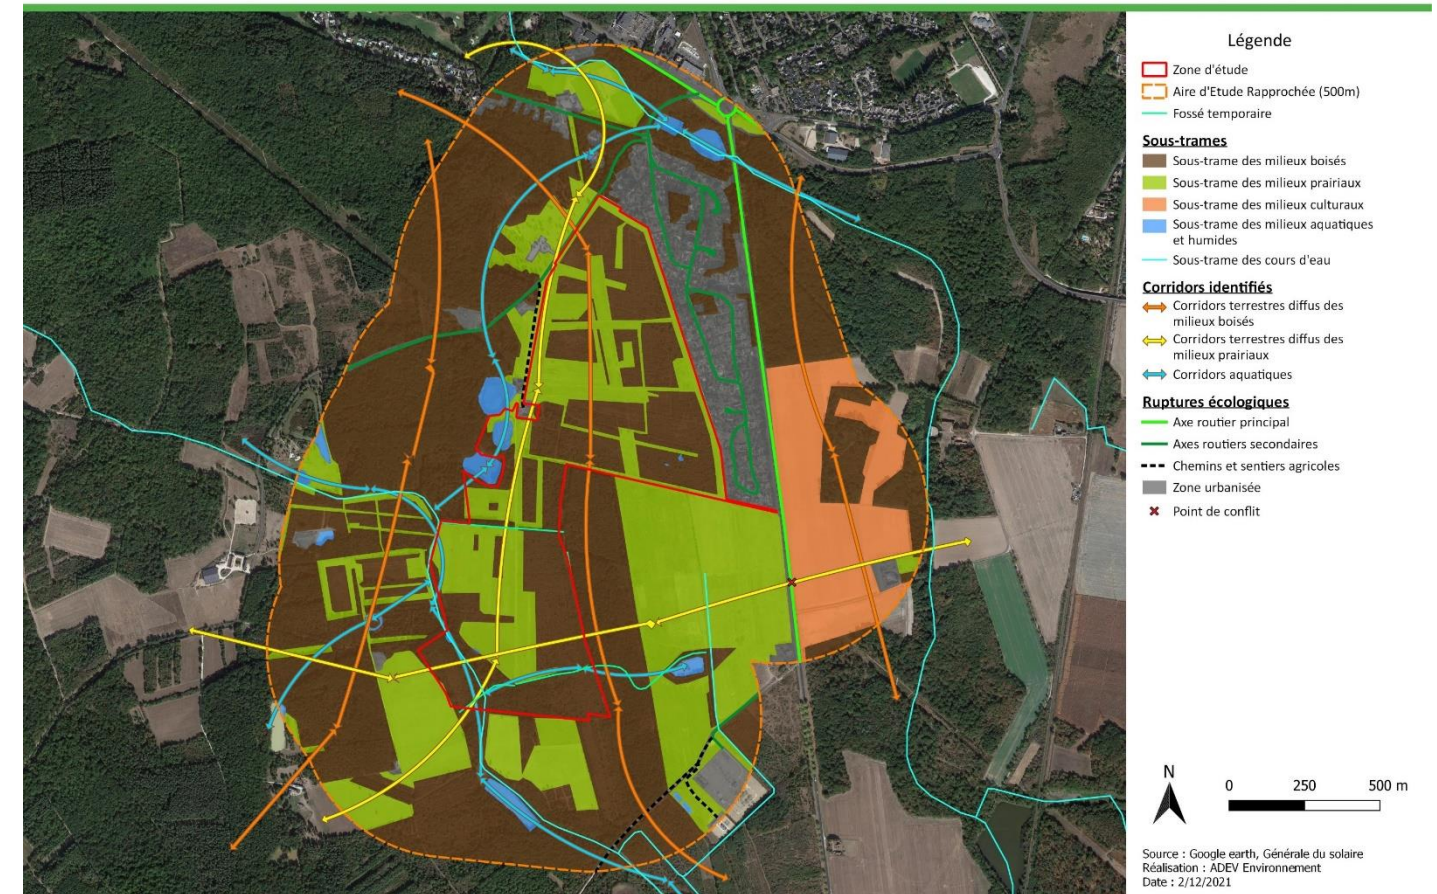 Légende
Zone d'étude
Aire d'Etude Rapprochée (500m)
Fossé temporaire
Sous-trames
Sous-trame des milieux boisés
Sous-trame des milieux prairiaux
Sous-trame des milieux culturaux
Sous-trame des milieux aquatiques
et humides
Sous-trame des cours d'eau
Corridors identifiés
Corridors terrestres diffus des
milieux boisés
Corridors terrestres diffus des
milieux prairiaux
Corridors aquatiques
Ruptures écologiques
Axe routier principal
Axes routiers secondaires
Chemins et sentiers agricoles
Zone urbanisée
Point de conflit
N
0 250 500 m
Source : Google earth, Générale du solaire
Réalisation : ADEV Environnement
Date : 2/12/2021